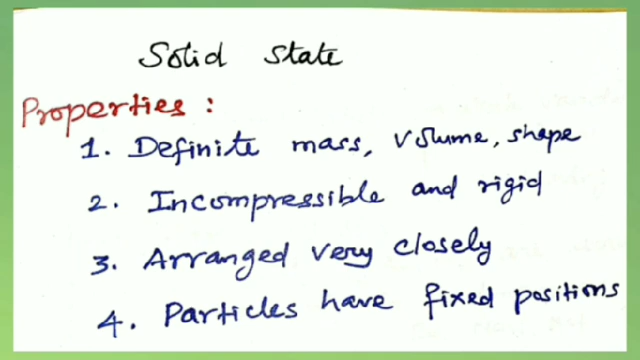 Solid state
Properties :
1. Definite mass, volume, shape
2. Incompressible and rigid
3. Arranged very closely
4. Particles have fixed positions